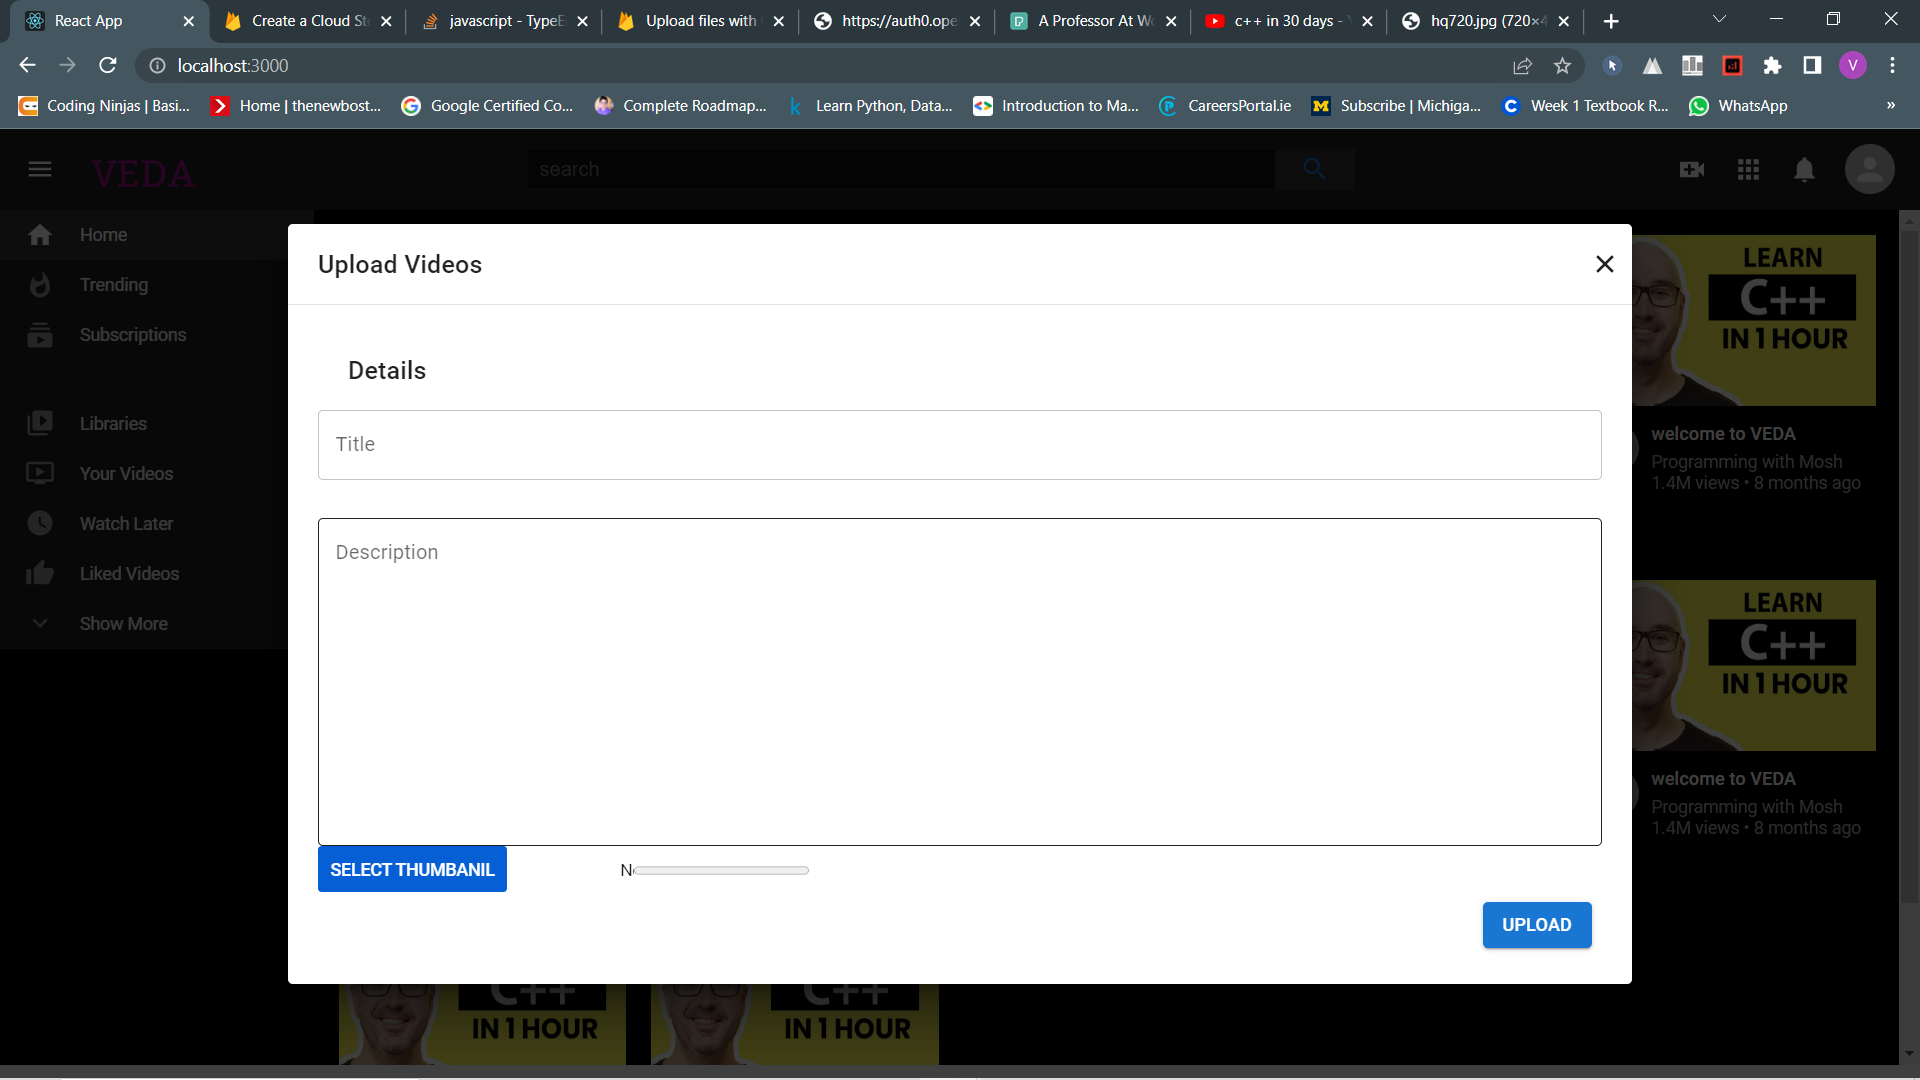 React App
Create a Cloud St
javascript - TypeE
Upload files with
https://auth0.ope
A Professor At W
c++ in 30 days -
hq720.jpg (720×4
localhost:3000
V
Coding Ninjas | Basi...
Home | thenewbost...
Google Certified Co...
Complete Roadmap...
Learn Python, Data...
Introduction to Ma...
CareersPortal.ie
Subscribe | Michiga...
Week 1 Textbook R...
WhatsApp
»
VEDA
search
Home
Trending
Subscriptions
Libraries
Your Videos
Watch Later
Liked Videos
Show More
Upload Videos
Details
Title
Description
SELECT THUMBANIL
N
UPLOAD
LEARN
C++
IN 1 HOUR
welcome to VEDA
Programming with Mosh
1.4M views • 8 months ago
LEARN
C++
IN 1 HOUR
welcome to VEDA
Programming with Mosh
1.4M views • 8 months ago
C++
IN 1 HOUR
C++
IN 1 HOUR